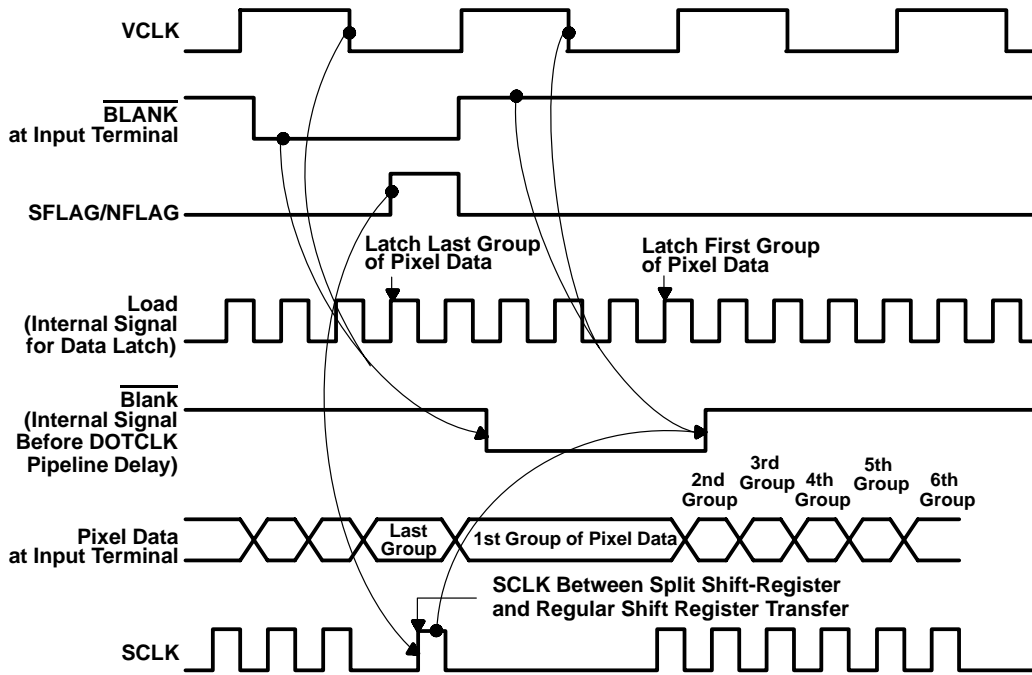 VCLK
BLANK
at Input Terminal
SFLAG/NFLAG
Latch Last Group
of Pixel Data
Latch First Group
of Pixel Data
Load
(Internal Signal
for Data Latch)
Blank
(Internal Signal
Before DOTCLK
Pipeline Delay)
2nd
Group
3rd
Group
4th
Group
5th
Group
6th
Group
Pixel Data
at Input Terminal
Last
Group
1st Group of Pixel Data
SCLK Between Split Shift-Register
and Regular Shift Register Transfer
SCLK